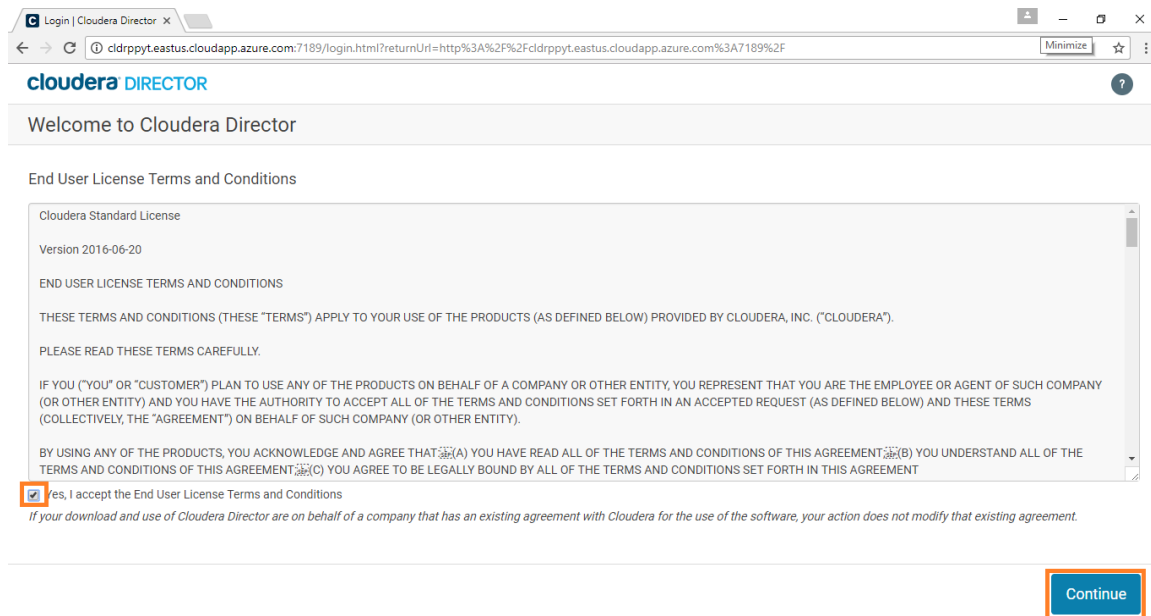 Login | Cloudera Director
Minimize
cldrppyt.eastus.cloudapp.azure.com:7189/login.html?returnUrl=http%3A%2F%2Fcldrppyt.eastus.cloudapp.azure.com%3A7189%2F
cloudera DIRECTOR
?
Welcome to Cloudera Director
End User License Terms and Conditions
Cloudera Standard License
Version 2016-06-20
END USER LICENSE TERMS AND CONDITIONS
THESE TERMS AND CONDITIONS (THESE “TERMS”) APPLY TO YOUR USE OF THE PRODUCTS (AS DEFINED BELOW) PROVIDED BY CLOUDERA, INC. (“CLOUDERA”).
PLEASE READ THESE TERMS CAREFULLY.
IF YOU (“YOU” OR “CUSTOMER”) PLAN TO USE ANY OF THE PRODUCTS ON BEHALF OF A COMPANY OR OTHER ENTITY, YOU REPRESENT THAT YOU ARE THE EMPLOYEE OR AGENT OF SUCH COMPANY
(OR OTHER ENTITY) AND YOU HAVE THE AUTHORITY TO ACCEPT ALL OF THE TERMS AND CONDITIONS SET FORTH IN AN ACCEPTED REQUEST (AS DEFINED BELOW) AND THESE TERMS
(COLLECTIVELY, THE “AGREEMENT”) ON BEHALF OF SUCH COMPANY (OR OTHER ENTITY).
BY USING ANY OF THE PRODUCTS, YOU ACKNOWLEDGE AND AGREE THAT:(A) YOU HAVE READ ALL OF THE TERMS AND CONDITIONS OF THIS AGREEMENT;(B) YOU UNDERSTAND ALL OF THE
TERMS AND CONDITIONS OF THIS AGREEMENT;(C) YOU AGREE TO BE LEGALLY BOUND BY ALL OF THE TERMS AND CONDITIONS SET FORTH IN THIS AGREEMENT
Yes, I accept the End User License Terms and Conditions
If your download and use of Cloudera Director are on behalf of a company that has an existing agreement with Cloudera for the use of the software, your action does not modify that existing agreement.
Continue